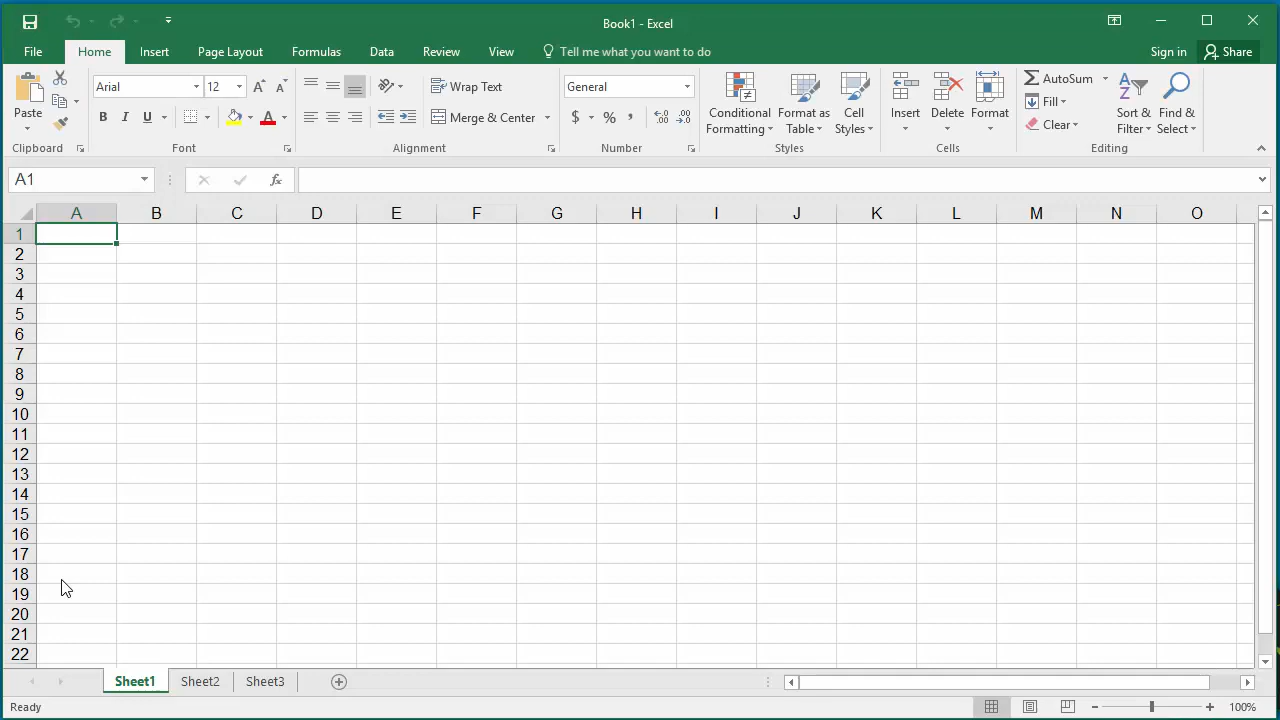 Book1 - Excel
File Home Insert Page Layout Formulas Data Review View Tell me what you want to do Sign in Share
Arial 12 Wrap Text General AutoSum
Paste B I U Merge & Center $ % , Conditional Formatting Format as Table Cell Styles Insert Delete Format Fill Clear Sort & Filter Find & Select
Clipboard Font Alignment Number Styles Cells Editing
A1 fx
A B C D E F G H I J K L M N O
1
2
3
4
5
6
7
8
9
10
11
12
13
14
15
16
17
18
19
20
21
22
Sheet1 Sheet2 Sheet3
Ready 100%